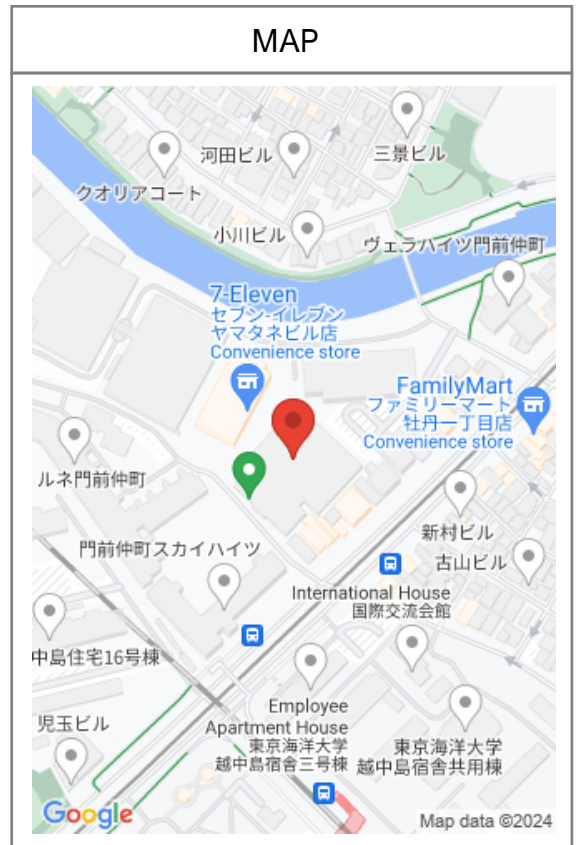 MAP
三景ビル
河田ビル
クオリアコート
小川ビル
ヴェラハイツ門前仲町
7-Eleven
セブン-イレブン
ヤマタネビル店
Convenience store
FamilyMart
ファミリーマート
牡丹一丁目店
Convenience store
ルネ門前仲町
新村ビル
門前仲町スカイハイツ
古山ビル
International House
国際交流会館
中島住宅16号棟
Employee
Apartment House
東京海洋大学
越中島宿舎三号棟
児玉ビル
東京海洋大学
越中島宿舎共用棟
Google
Map data ©2024